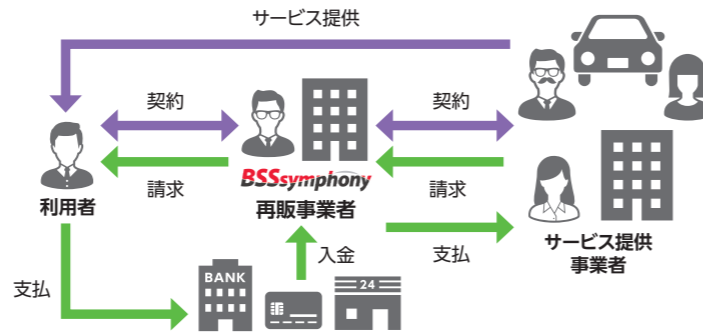 サービス提供
契約
契約
請求
BSSsymphony
請求
利用者
再販事業者
サービス提供
事業者
支払
入金
支払
BANK
24